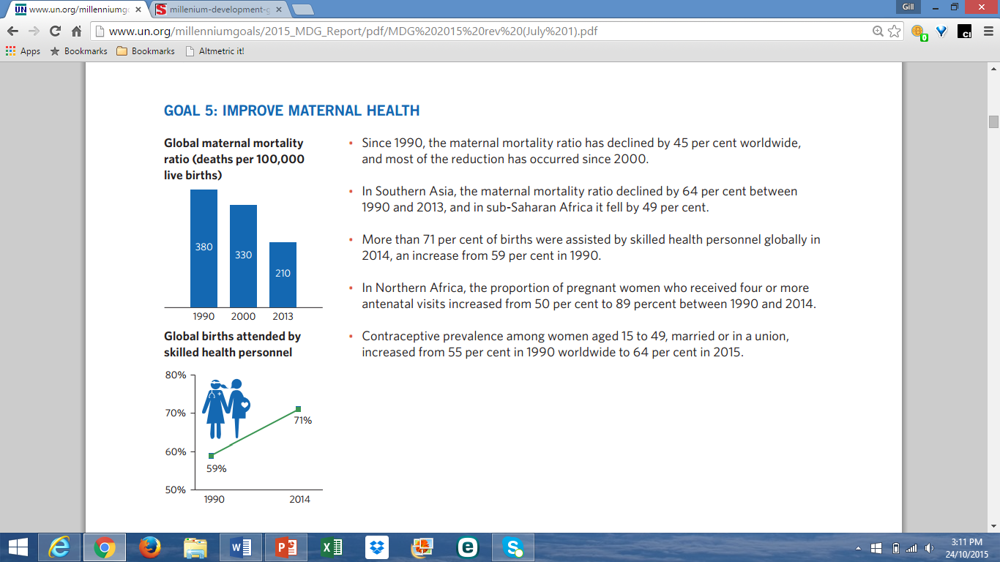 www.un.org/millenniumgo
millenium-development-g
Gill
www.un.org/millenniumgoals/2015_MDG_Report/pdf/MDG%202015%20rev%20(July%201).pdf
Apps
Bookmarks
Bookmarks
Altmetric it!
GOAL 5: IMPROVE MATERNAL HEALTH
Global maternal mortality
ratio (deaths per 100,000
live births)
380
330
210
1990 2000 2013
Global births attended by
skilled health personnel
80%
70%
60%
50%
71%
59%
1990 2014
• Since 1990, the maternal mortality ratio has declined by 45 per cent worldwide,
and most of the reduction has occurred since 2000.
• In Southern Asia, the maternal mortality ratio declined by 64 per cent between
1990 and 2013, and in sub-Saharan Africa it fell by 49 per cent.
• More than 71 per cent of births were assisted by skilled health personnel globally in
2014, an increase from 59 per cent in 1990.
• In Northern Africa, the proportion of pregnant women who received four or more
antenatal visits increased from 50 per cent to 89 percent between 1990 and 2014.
• Contraceptive prevalence among women aged 15 to 49, married or in a union,
increased from 55 per cent in 1990 worldwide to 64 per cent in 2015.
3:11 PM
24/10/2015